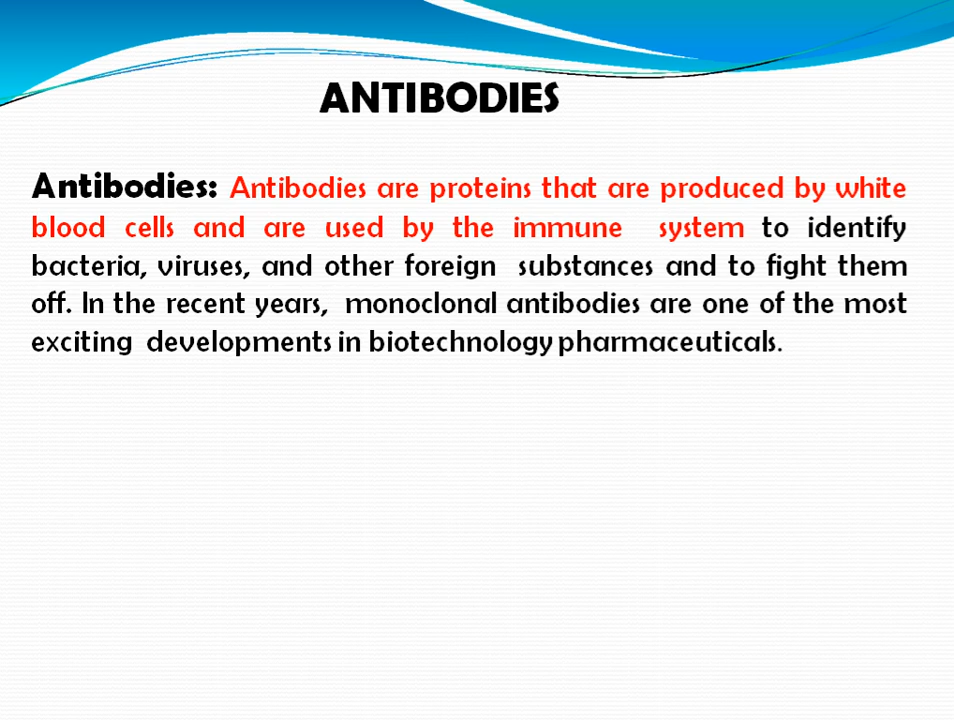 ANTIBODIES
Antibodies: Antibodies are proteins that are produced by white
blood cells and are used by the immune system to identify
bacteria, viruses, and other foreign substances and to fight them
off. In the recent years, monoclonal antibodies are one of the most
exciting developments in biotechnology pharmaceuticals.